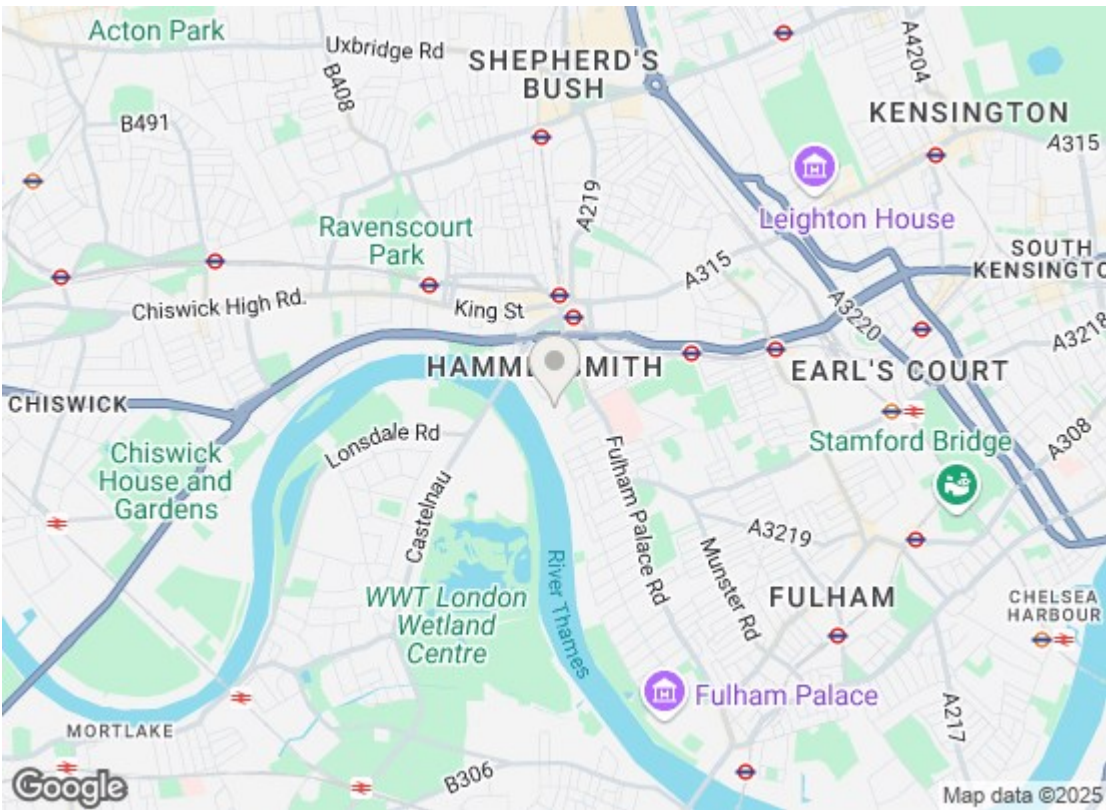 Acton Park
Uxbridge Rd
A4204
SHEPHERD'S
BUSH
B408
KENSINGTON
B491
A315
A219
Leighton House
Ravenscourt
Park
SOUTH
KENSINGTO
A315
Chiswick High Rd.
King St
A3220
A3218
HAMME
SMITH
EARL'S COURT
CHISWICK
Lonsdale Rd
Stamford Bridge
A308
Chiswick
House and
Gardens
Fulham Palace Rd
Castelnau
A3219
Munster Rd
River Thames
WWT London
Wetland
Centre
FULHAM
CHELSEA
HARBOUR
Fulham Palace
A217
MORTLAKE
B306
Google
Map data ©2025